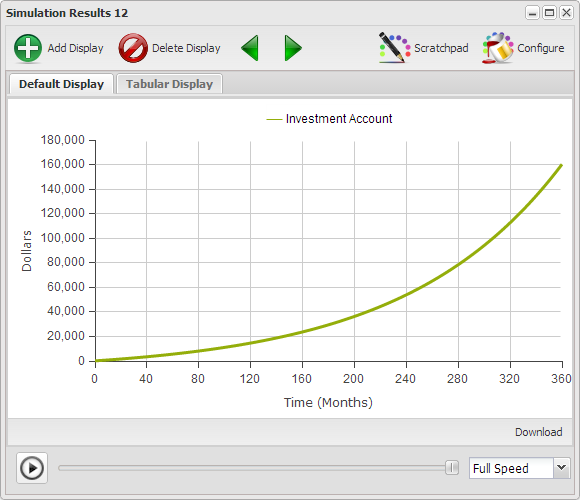 Simulation Results 12
Add Display Delete Display Scratchpad Configure
Default Display Tabular Display
Investment Account
180,000
160,000
140,000
120,000
100,000
80,000
60,000
40,000
20,000
0
Dollars
0 40 80 120 160 200 240 280 320 360
Time (Months)
Download
Full Speed